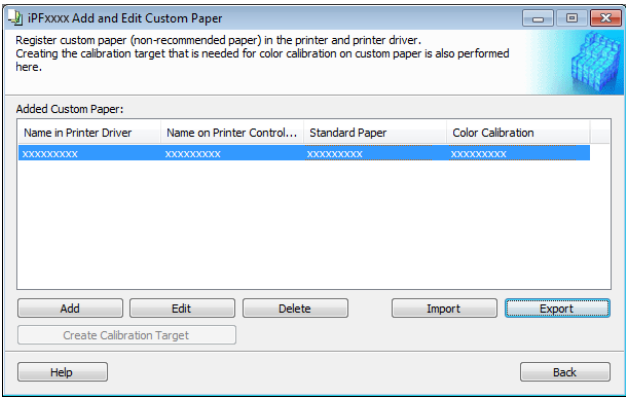 iPFxxxx Add and Edit Custom Paper
Register custom paper (non-recommended paper) in the printer and printer driver.
Creating the calibration target that is needed for color calibration on custom paper is also performed
here.
Added Custom Paper:
Name in Printer Driver Name on Printer Control... Standard Paper Color Calibration
xxxxxxxxx xxxxxxxxx xxxxxxxxx xxxxxxxxx
Add Edit Delete Import Export
Create Calibration Target
Help Back